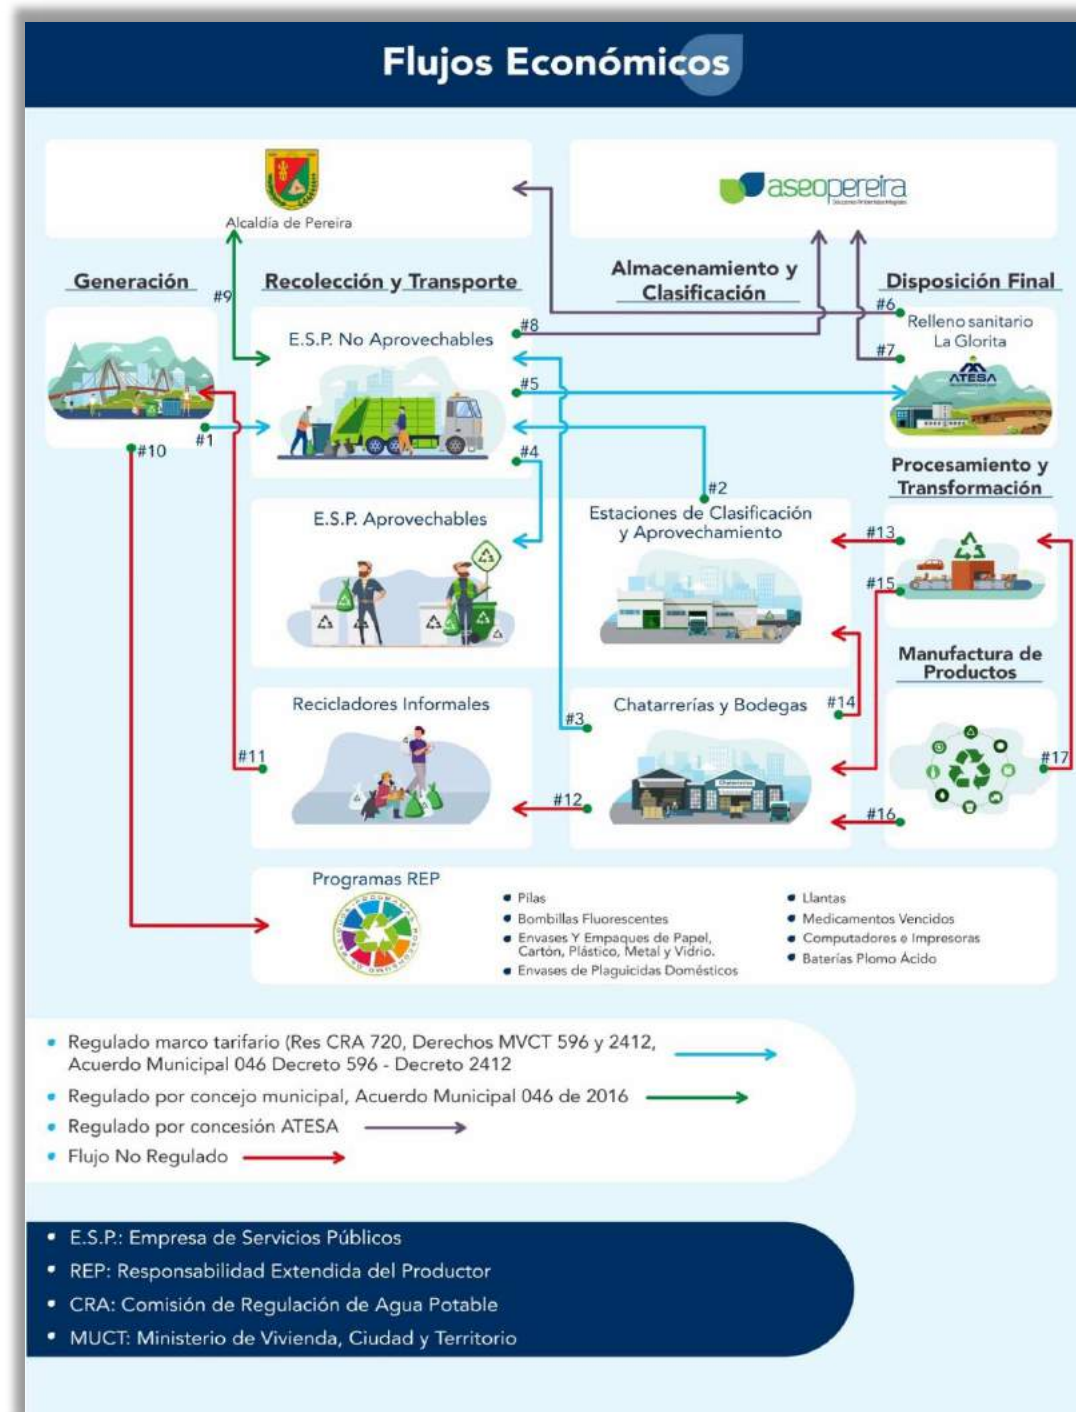 Flujos Económicos
Alcaldía de Pereira
aseopereira
Generación
Recolección y Transporte
Almacenamiento y
Clasificación
Disposición Final
#9
#8
#6
E.S.P. No Aprovechables
Relleno sanitario
La Glorita
#7
ATESA
#5
#1
#10
#4
#2
Procesamiento y
Transformación
E.S.P. Aprovechables
Estaciones de Clasificación
y Aprovechamiento
#13
#15
Manufactura de
Productos
Recicladores Informales
Chatarrerías y Bodegas
#14
#3
#11
#17
Chatarrerías
#12
#16
Programas REP
Pilas
Bombillas Fluorescentes
Envases Y Empaques de Papel,
Cartón, Plástico, Metal y Vidrio.
Envases de Plaguicidas Domésticos
Llantas
Medicamentos Vencidos
Computadores e Impresoras
Baterías Plomo Ácido
Regulado marco tarifario (Res CRA 720, Derechos MVCT 596 y 2412,
Acuerdo Municipal 046 Decreto 596 - Decreto 2412
Regulado por concejo municipal, Acuerdo Municipal 046 de 2016
Regulado por concesión ATESA
Flujo No Regulado
E.S.P.: Empresa de Servicios Públicos
REP: Responsabilidad Extendida del Productor
CRA: Comisión de Regulación de Agua Potable
MUCT: Ministerio de Vivienda, Ciudad y Territorio